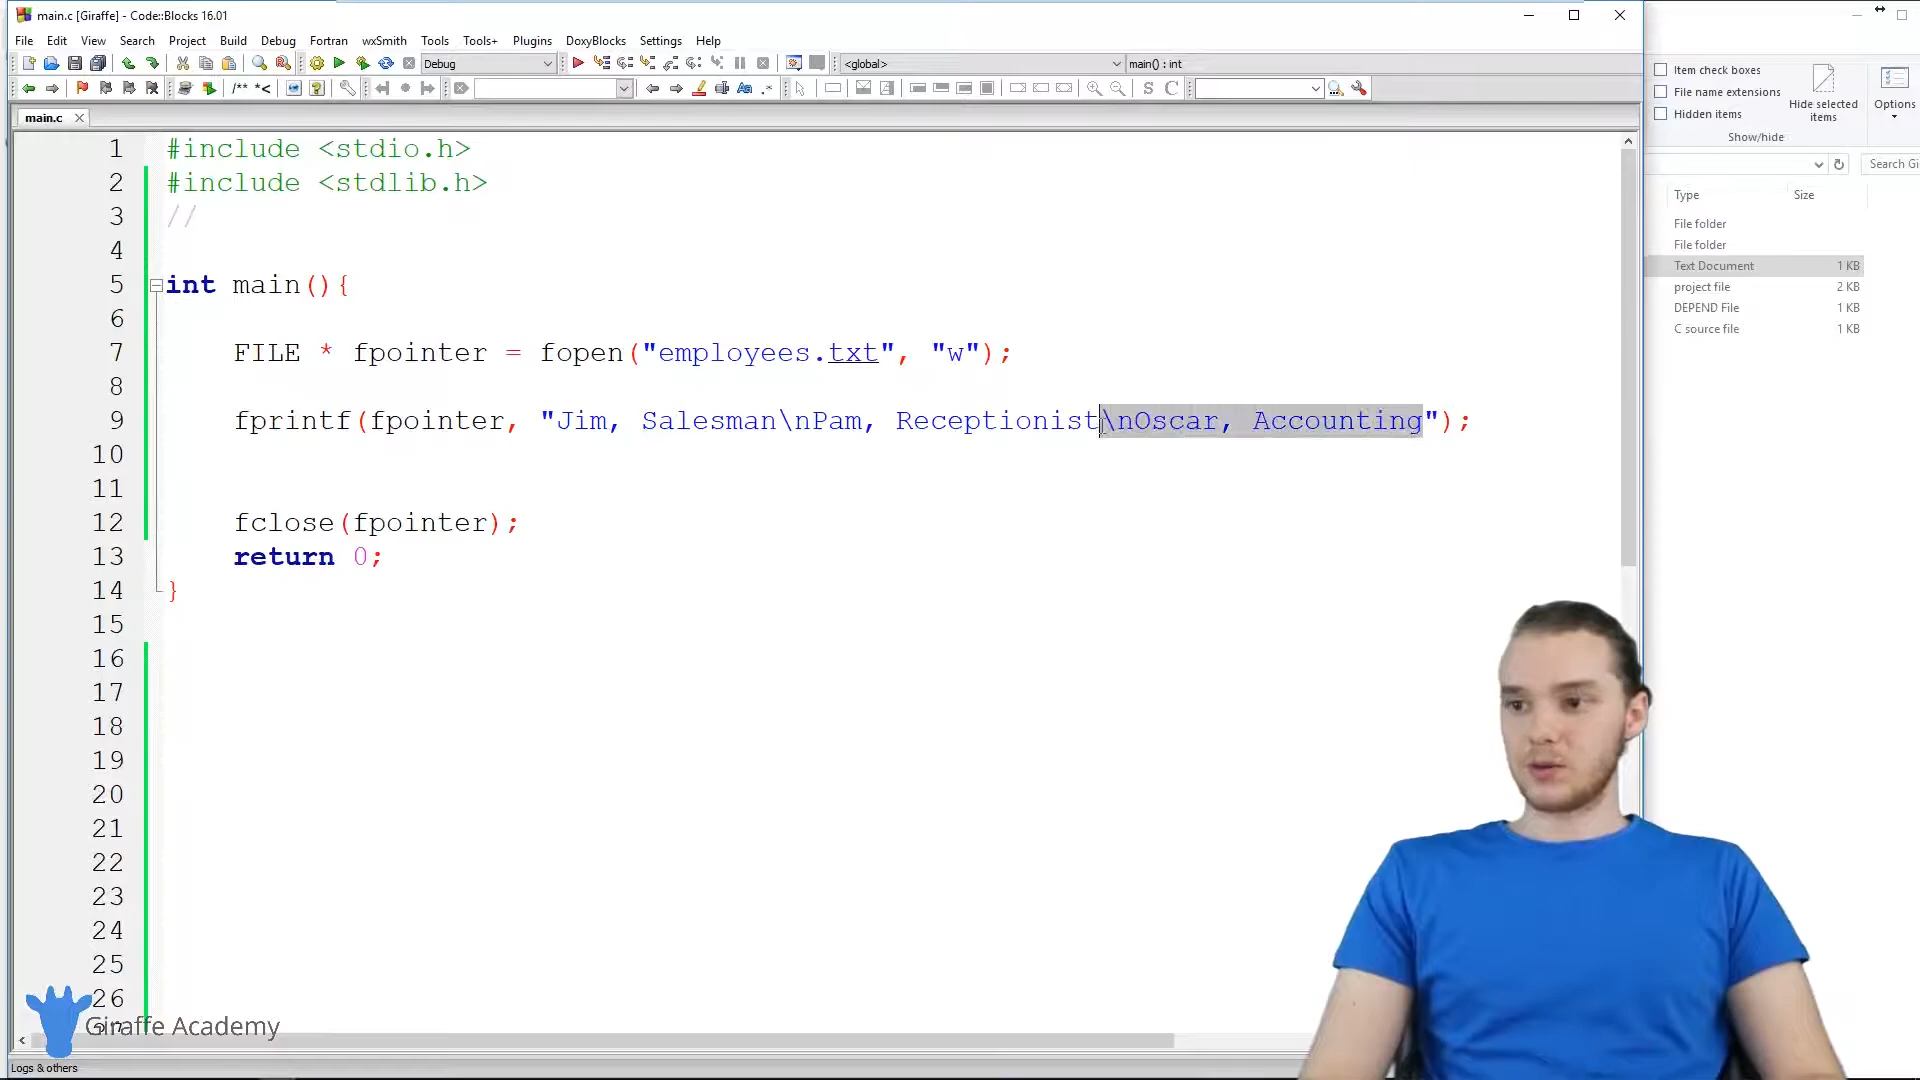 main.c [Giraffe] - Code::Blocks 16.01
File Edit View Search Project Build Debug Fortran wxSmith Tools Tools+ Plugins DoxyBlocks Settings Help
Debug <global> main() : int
/** *<
S C
main.c
1 #include <stdio.h>
2 #include <stdlib.h>
3 //
4
5 int main(){
6
7 FILE * fpointer = fopen("employees.txt", "w");
8
9 fprintf(fpointer, "Jim, Salesman\nPam, Receptionist\nOscar, Accounting");
10
11
12 fclose(fpointer);
13 return 0;
14 }
15
16
17
18
19
20
21
22
23
24
25
26
Giraffe Academy
Logs & others
Item check boxes
File name extensions
Hidden items
Hide selected
items
Options
Show/hide
Search Gi
Type Size
File folder
File folder
Text Document 1 KB
project file 2 KB
DEPEND File 1 KB
C source file 1 KB